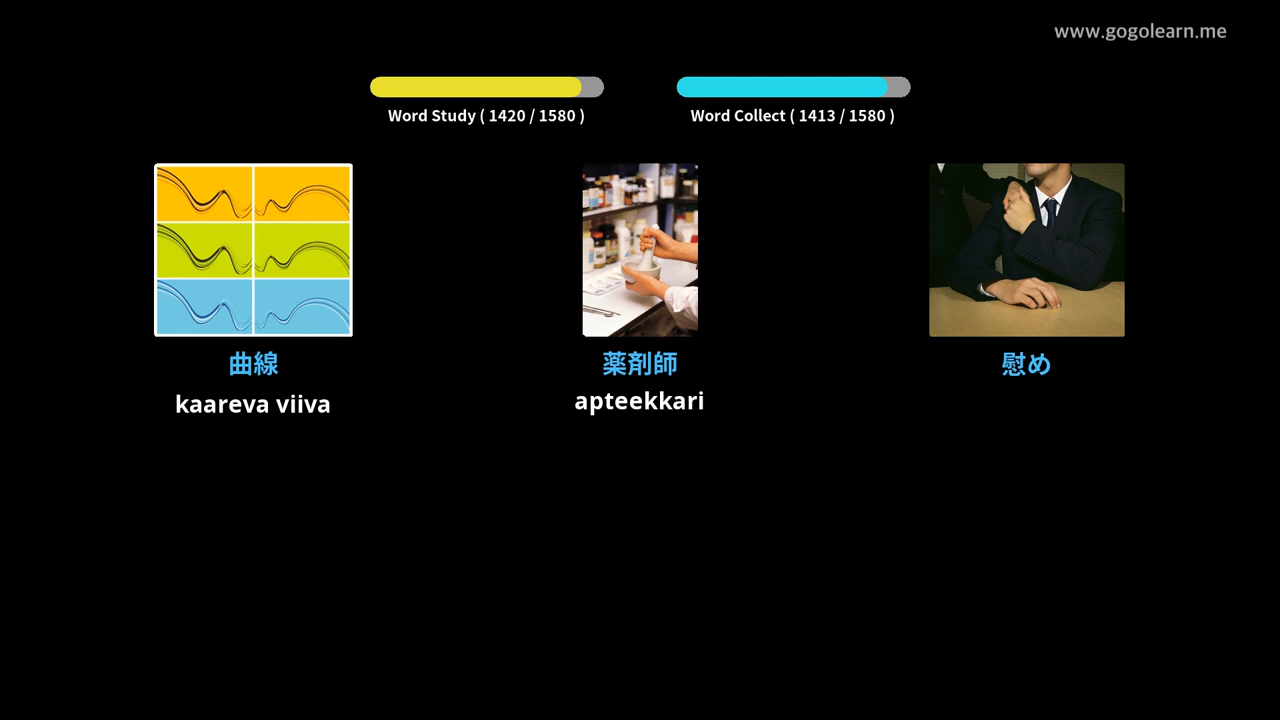 www.gogolearn.me
Word Study ( 1420 / 1580 )
Word Collect ( 1413 / 1580 )
曲線
薬剤師
慰め
kaareva viiva
apteekkari